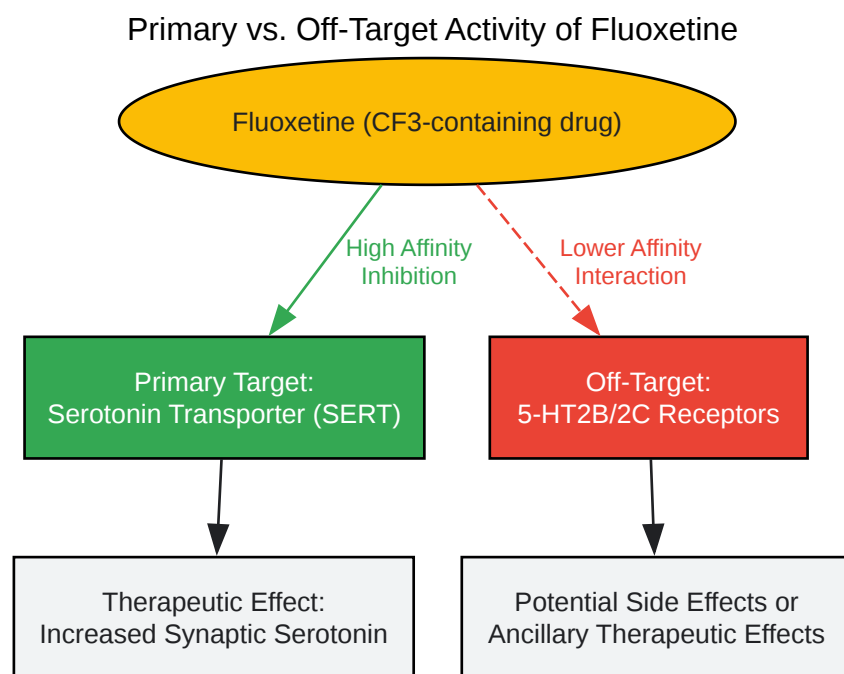 Primary vs. Off-Target Activity of Fluoxetine
Fluoxetine (CF3-containing drug)
High Affinity
Inhibition
Lower Affinity
Interaction
Primary Target:
Serotonin Transporter (SERT)
Off-Target:
5-HT2B/2C Receptors
Therapeutic Effect:
Increased Synaptic Serotonin
Potential Side Effects or
Ancillary Therapeutic Effects